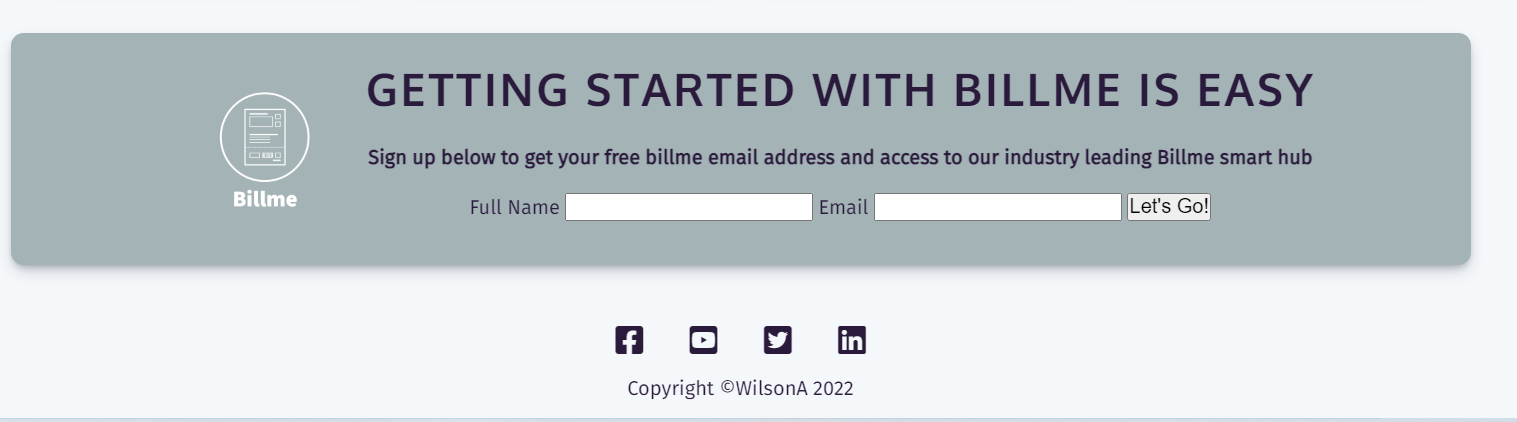 GETTING STARTED WITH BILLME IS EASY
Sign up below to get your free billme email address and access to our industry leading Billme smart hub
Billme
Full Name Email Let's Go!
Copyright ©WilsonA 2022